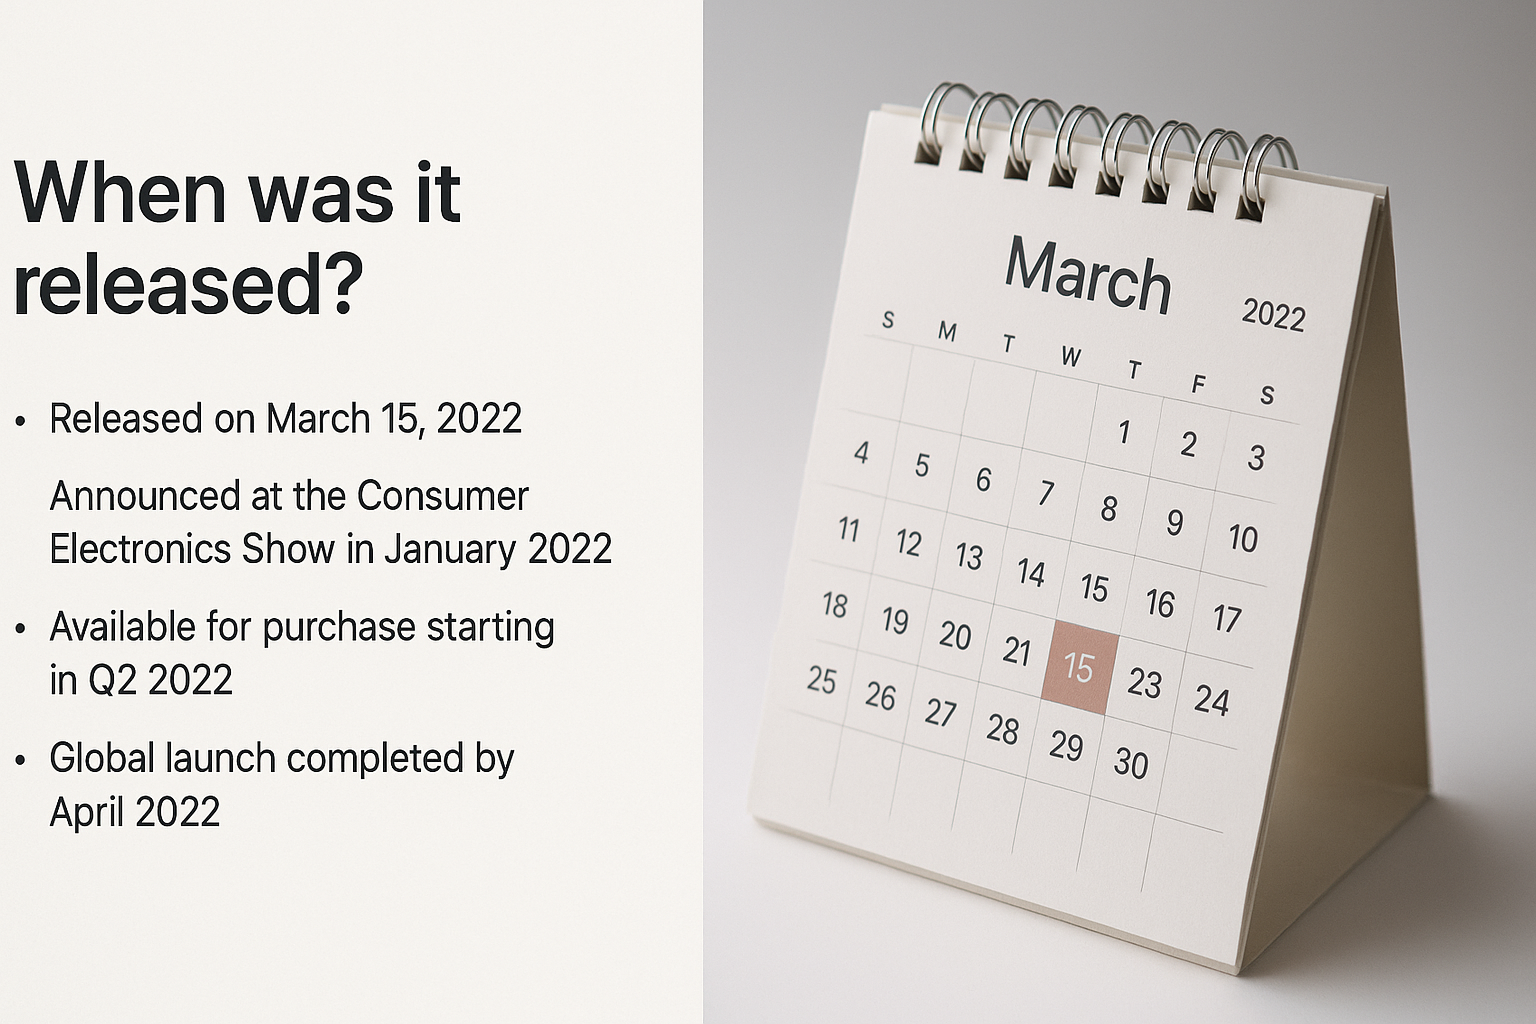 When was it
released?
• Released on March 15, 2022
Announced at the Consumer
Electronics Show in January 2022
• Available for purchase starting
in Q2 2022
• Global launch completed by
April 2022
March 2022
S M T W T F S
1 2 3
4 5 6 7 8 9 10
11 12 13 14 15 16 17
18 19 20 21 15 23 24
25 26 27 28 29 30